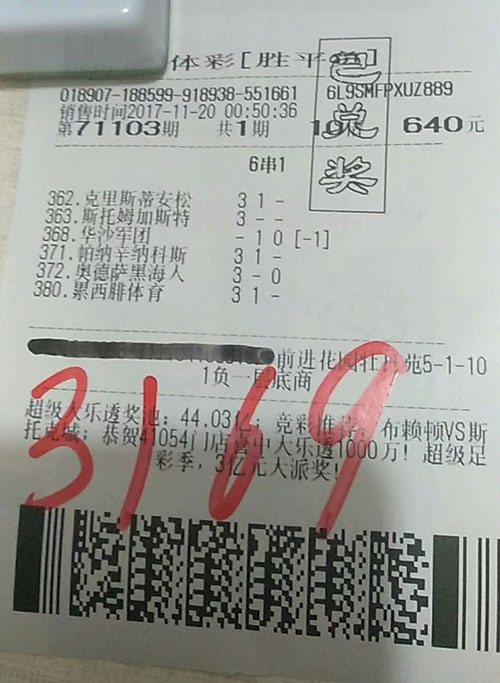 体彩[胜平负]
018907-188599-918938-551661 6L9SMFPXUZ889
销售时间2017-11-20 00:50:36
第71103期 共1期 10 640元
已兑奖
6串1
362.克里斯蒂安松 3 1 -
363.斯托姆加斯特 3 - -
368.华沙军团 - 1 0 [-1]
371.帕纳辛纳科斯 3 1 -
372.奥德萨黑海人 3 - 0
380.累西腓体育 3 1 -
前进花园牡丹苑5-1-10
1负一层底商
超级大乐透奖池：44.03亿；竞彩推荐：布赖顿VS斯
托克城；恭贺41054门店喜中大乐透1000万！超级足
彩季，3亿元大派奖！
3169